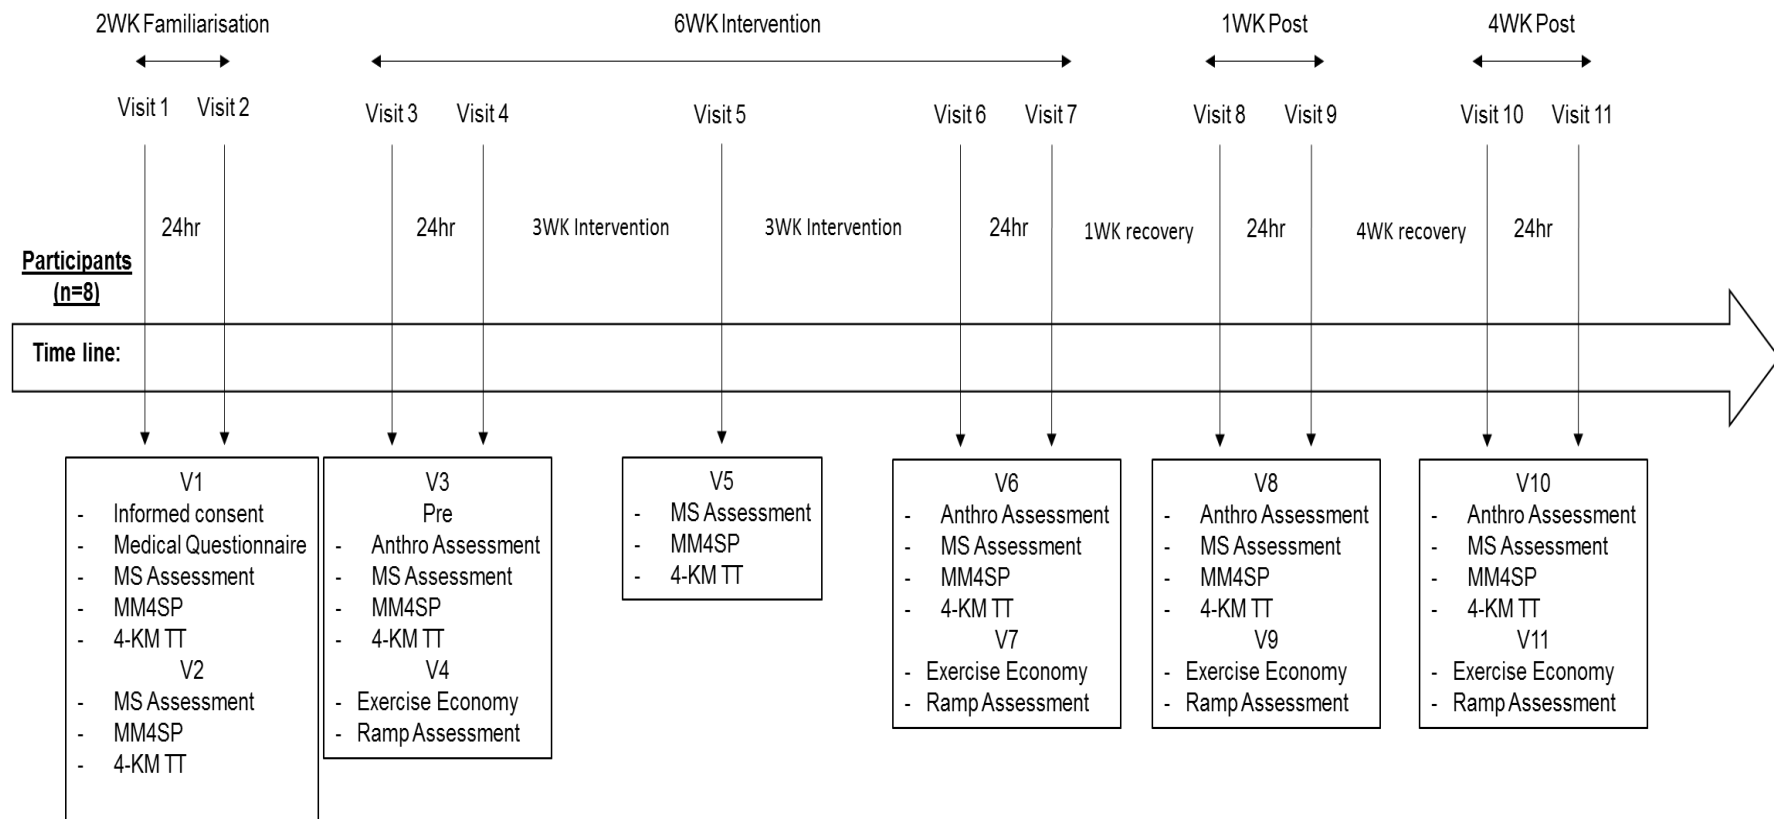 2WK Familiarisation
6WK Intervention
1WK Post
4WK Post
Visit 1
Visit 2
Visit 3
Visit 4
Visit 5
Visit 6
Visit 7
Visit 8
Visit 9
Visit 10
Visit 11
24hr
24hr
3WK Intervention
3WK Intervention
24hr
1WK recovery
24hr
4WK recovery
24hr
Participants
(n=8)
Time line:
V1
- Informed consent
- Medical Questionnaire
- MS Assessment
- MM4SP
- 4-KM TT
V2
- MS Assessment
- MM4SP
- 4-KM TT
V3
Pre
- Anthro Assessment
- MS Assessment
- MM4SP
- 4-KM TT
V4
- Exercise Economy
- Ramp Assessment
V5
- MS Assessment
- MM4SP
- 4-KM TT
V6
- Anthro Assessment
- MS Assessment
- MM4SP
- 4-KM TT
V7
- Exercise Economy
- Ramp Assessment
V8
- Anthro Assessment
- MS Assessment
- MM4SP
- 4-KM TT
V9
- Exercise Economy
- Ramp Assessment
V10
- Anthro Assessment
- MS Assessment
- MM4SP
- 4-KM TT
V11
- Exercise Economy
- Ramp Assessment